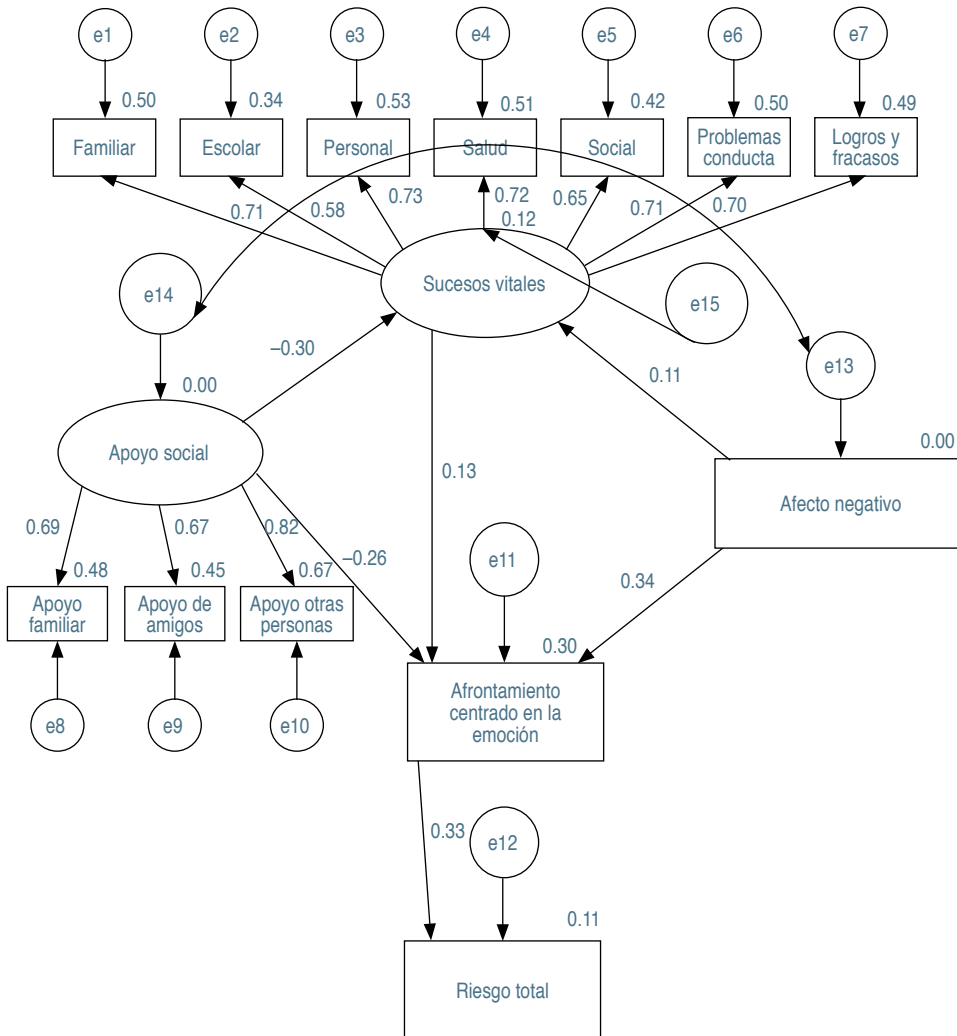 e1
e2
e3
e4
e5
e6
e7
0.50
0.34
0.53
0.51
0.42
0.50
0.49
Familiar
Escolar
Personal
Salud
Social
Problemas
conducta
Logros y
fracasos
0.71
0.58
0.73
0.72
0.65
0.71
0.70
0.12
Sucesos vitales
e14
e15
e13
–0.30
0.11
0.00
0.00
Apoyo social
Afecto negativo
0.13
0.69
0.67
0.82
–0.26
0.34
e11
0.48
0.45
0.67
Apoyo
familiar
Apoyo de
amigos
Apoyo otras
personas
0.30
Afrontamiento
centrado en la
emoción
e8
e9
e10
0.33
e12
0.11
Riesgo total